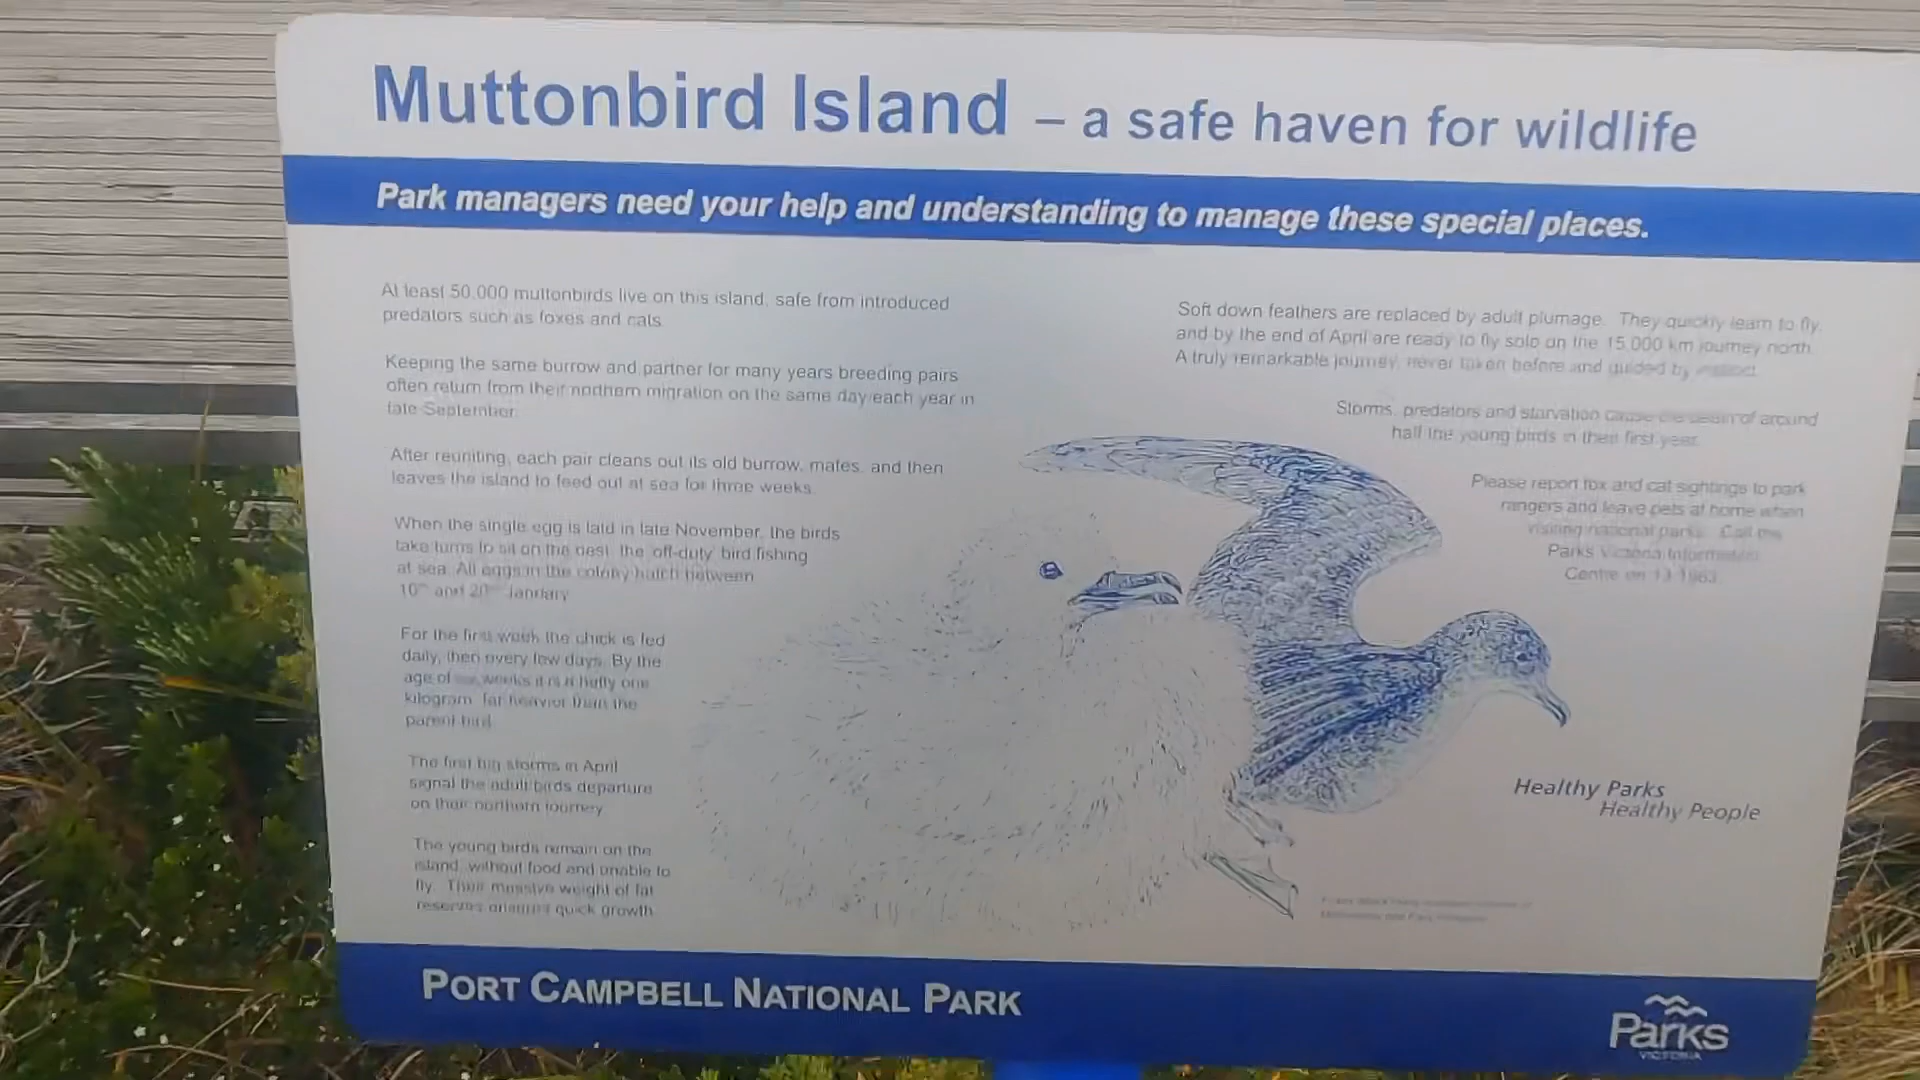 Muttonbird Island – a safe haven for wildlife
Park managers need your help and understanding to manage these special places.
At least 50,000 muttonbirds live on this island, safe from introduced
predators such as foxes and cats.
Keeping the same burrow and partner for many years breeding pairs
often return from their northern migration on the same day each year in
late September.
After reuniting, each pair cleans out its old burrow, mates, and then
leaves the island to feed out at sea for three weeks.
When the single egg is laid in late November, the birds
take turns to sit on the nest, the 'off-duty' bird fishing
at sea. All eggs in the colony hatch between
10th and 20th January.
For the first week the chick is fed
daily, then every few days. By the
age of weeks it is a hefty one
kilogram, far heavier than the
parent bird.
The first big storms in April
signal the adult birds departure
on their northern journey.
The young birds remain on the
island, without food and unable to
fly. Their massive weight of fat
reserves ensures quick growth.
Soft down feathers are replaced by adult plumage. They quickly learn to fly,
and by the end of April are ready to fly solo on the 15,000 km journey north.
A truly remarkable journey, never taken before and guided by instinct.
Storms, predators and starvation cause the death of around
half the young birds in their first year.
Please report fox and cat sightings to park
rangers and leave pets at home when
visiting national parks. Call the
Parks Victoria Information
Centre on 13 1963.
Healthy Parks
Healthy People
PORT CAMPBELL NATIONAL PARK
Parks
VICTORIA